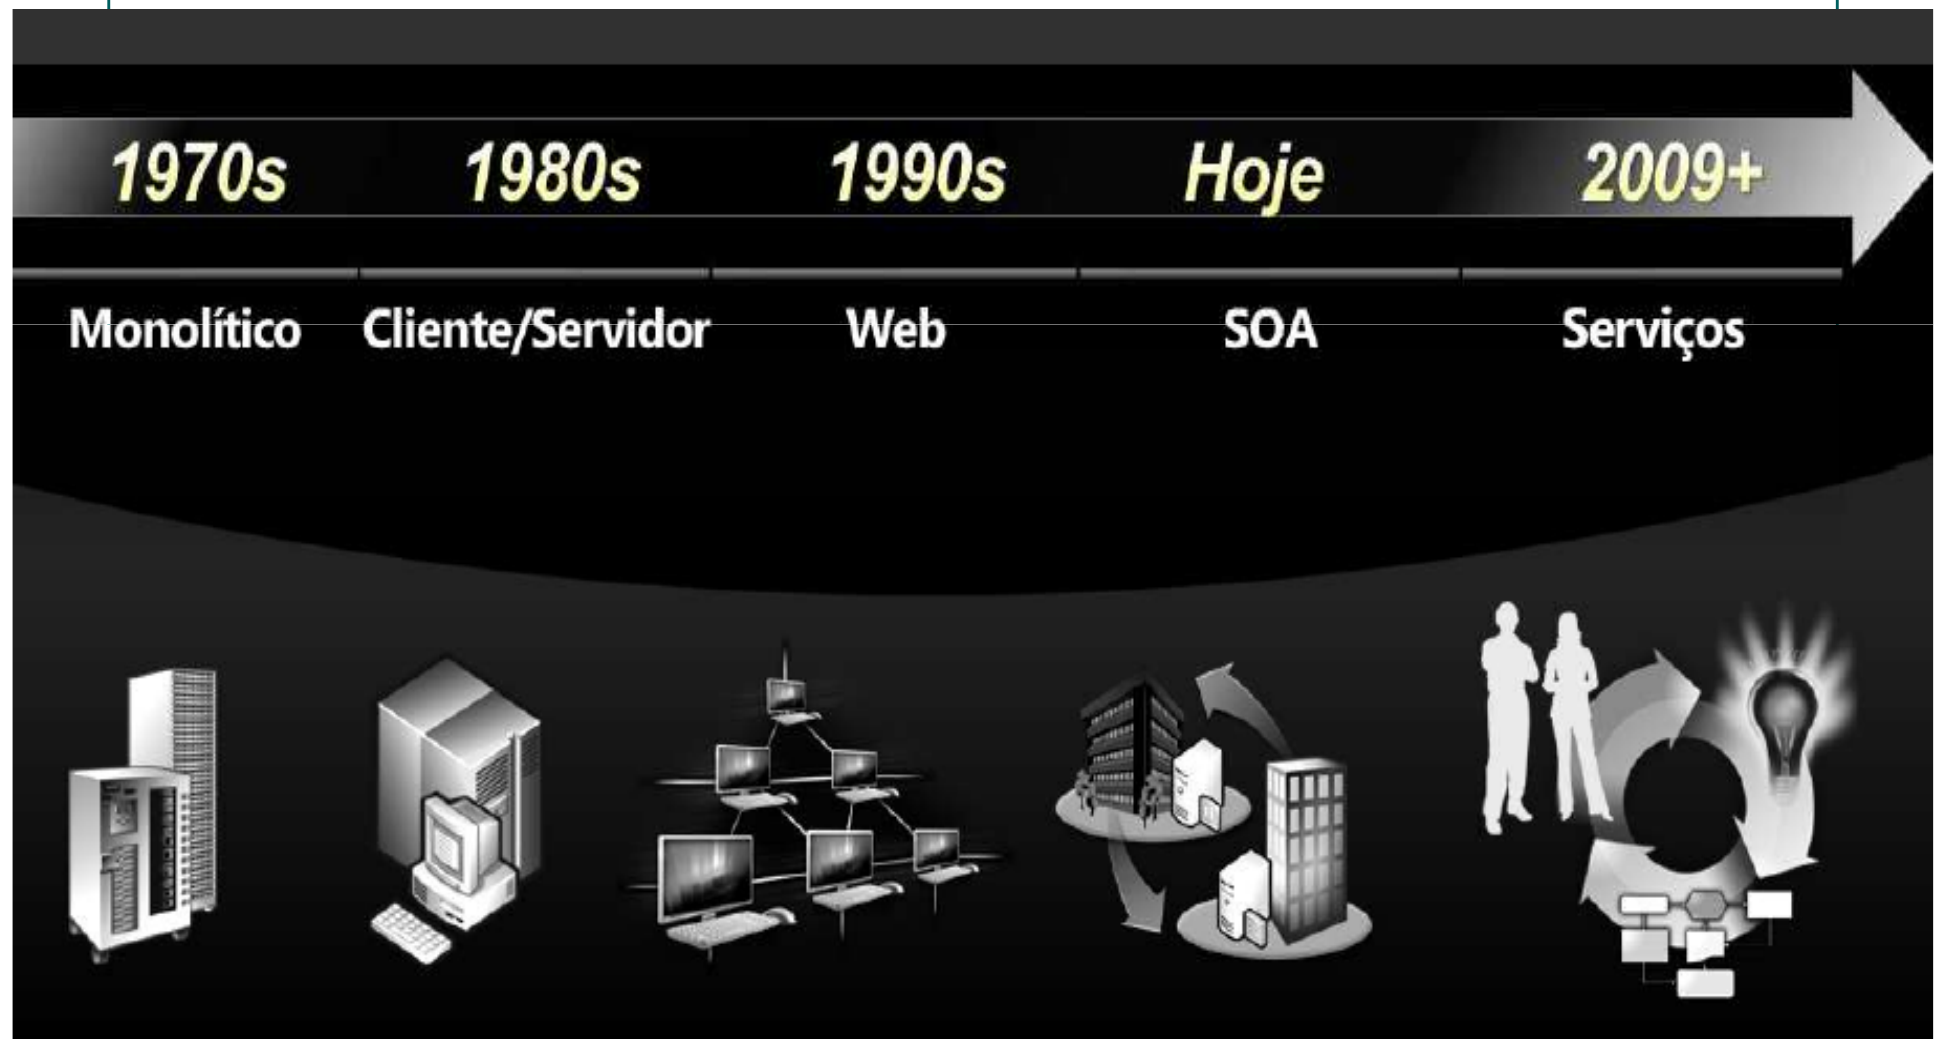 1970s 1980s 1990s Hoje 2009+
Monolítico Cliente/Servidor Web SOA Serviços